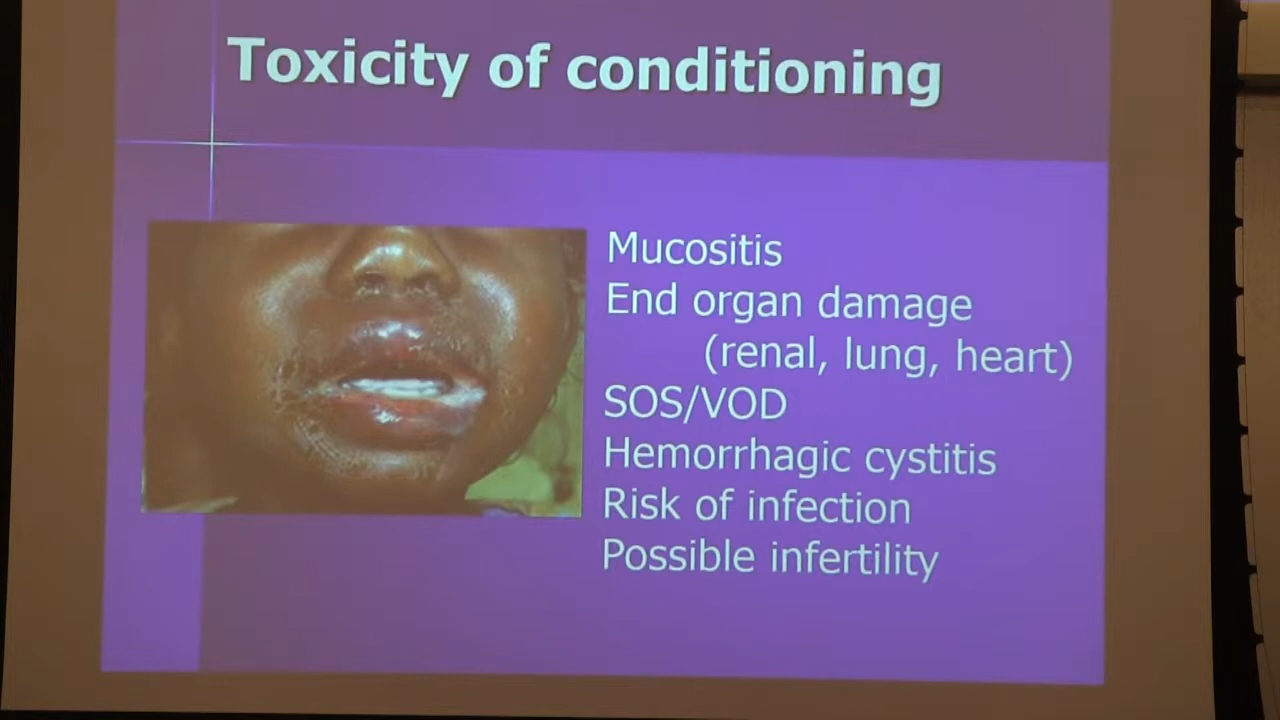 Toxicity of conditioning
Mucositis
End organ damage
(renal, lung, heart)
SOS/VOD
Hemorrhagic cystitis
Risk of infection
Possible infertility